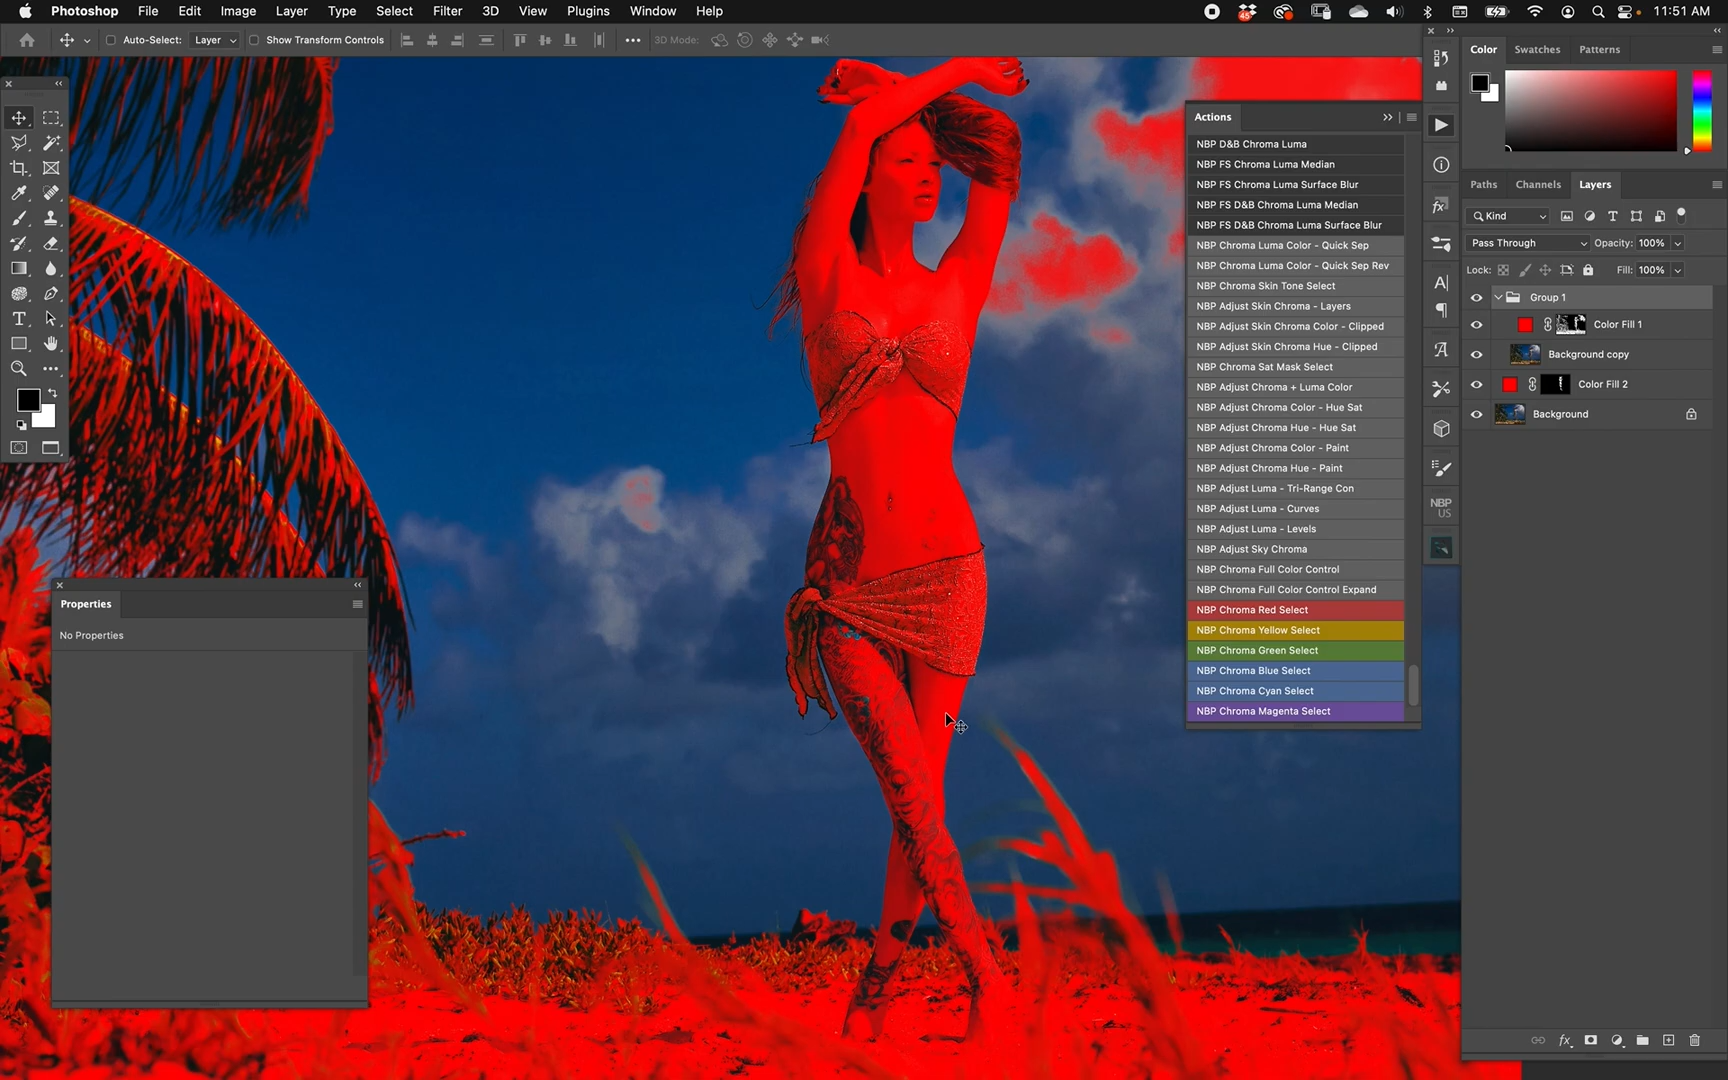 Photoshop File Edit Image Layer Type Select Filter 3D View Plugins Window Help
45
11:51 AM
Auto-Select: Layer Show Transform Controls
3D Mode:
Color Swatches Patterns
Actions
NBP D&B Chroma Luma
NBP FS Chroma Luma Median
NBP FS Chroma Luma Surface Blur
NBP FS D&B Chroma Luma Median
NBP FS D&B Chroma Luma Surface Blur
NBP Chroma Luma Color - Quick Sep
NBP Chroma Luma Color - Quick Sep Rev
NBP Chroma Skin Tone Select
NBP Adjust Skin Chroma - Layers
NBP Adjust Skin Chroma Color - Clipped
NBP Adjust Skin Chroma Hue - Clipped
NBP Chroma Sat Mask Select
NBP Adjust Chroma + Luma Color
NBP Adjust Chroma Color - Hue Sat
NBP Adjust Chroma Hue - Hue Sat
NBP Adjust Chroma Color - Paint
NBP Adjust Chroma Hue - Paint
NBP Adjust Luma - Tri-Range Con
NBP Adjust Luma - Curves
NBP Adjust Luma - Levels
NBP Adjust Sky Chroma
NBP Chroma Full Color Control
NBP Chroma Full Color Control Expand
NBP Chroma Red Select
NBP Chroma Yellow Select
NBP Chroma Green Select
NBP Chroma Blue Select
NBP Chroma Cyan Select
NBP Chroma Magenta Select
NBP
US
Paths Channels Layers
Kind
Pass Through Opacity: 100%
Lock: Fill: 100%
Group 1
Color Fill 1
Background copy
Color Fill 2
Background
fx
Properties
No Properties